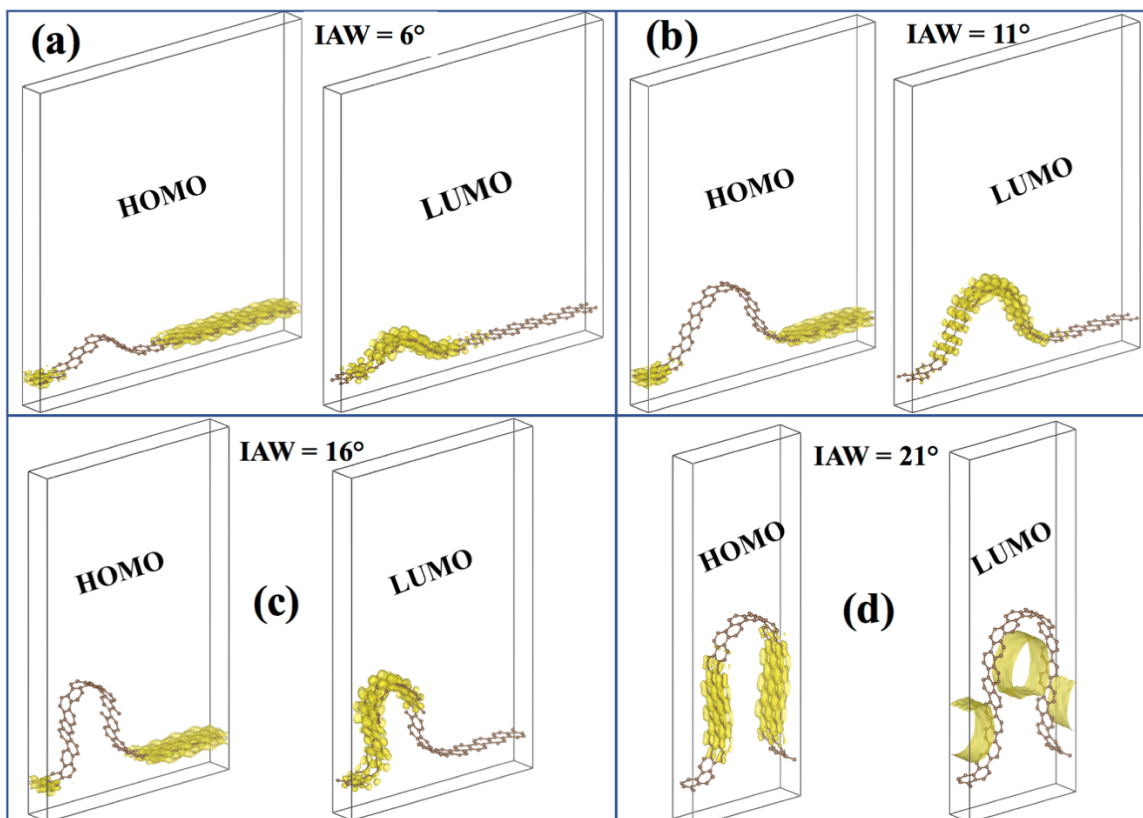 (a)
IAW = 6°
HOMO
LUMO
(b)
IAW = 11°
HOMO
LUMO
IAW = 16°
HOMO
LUMO
(c)
IAW = 21°
HOMO
LUMO
(d)